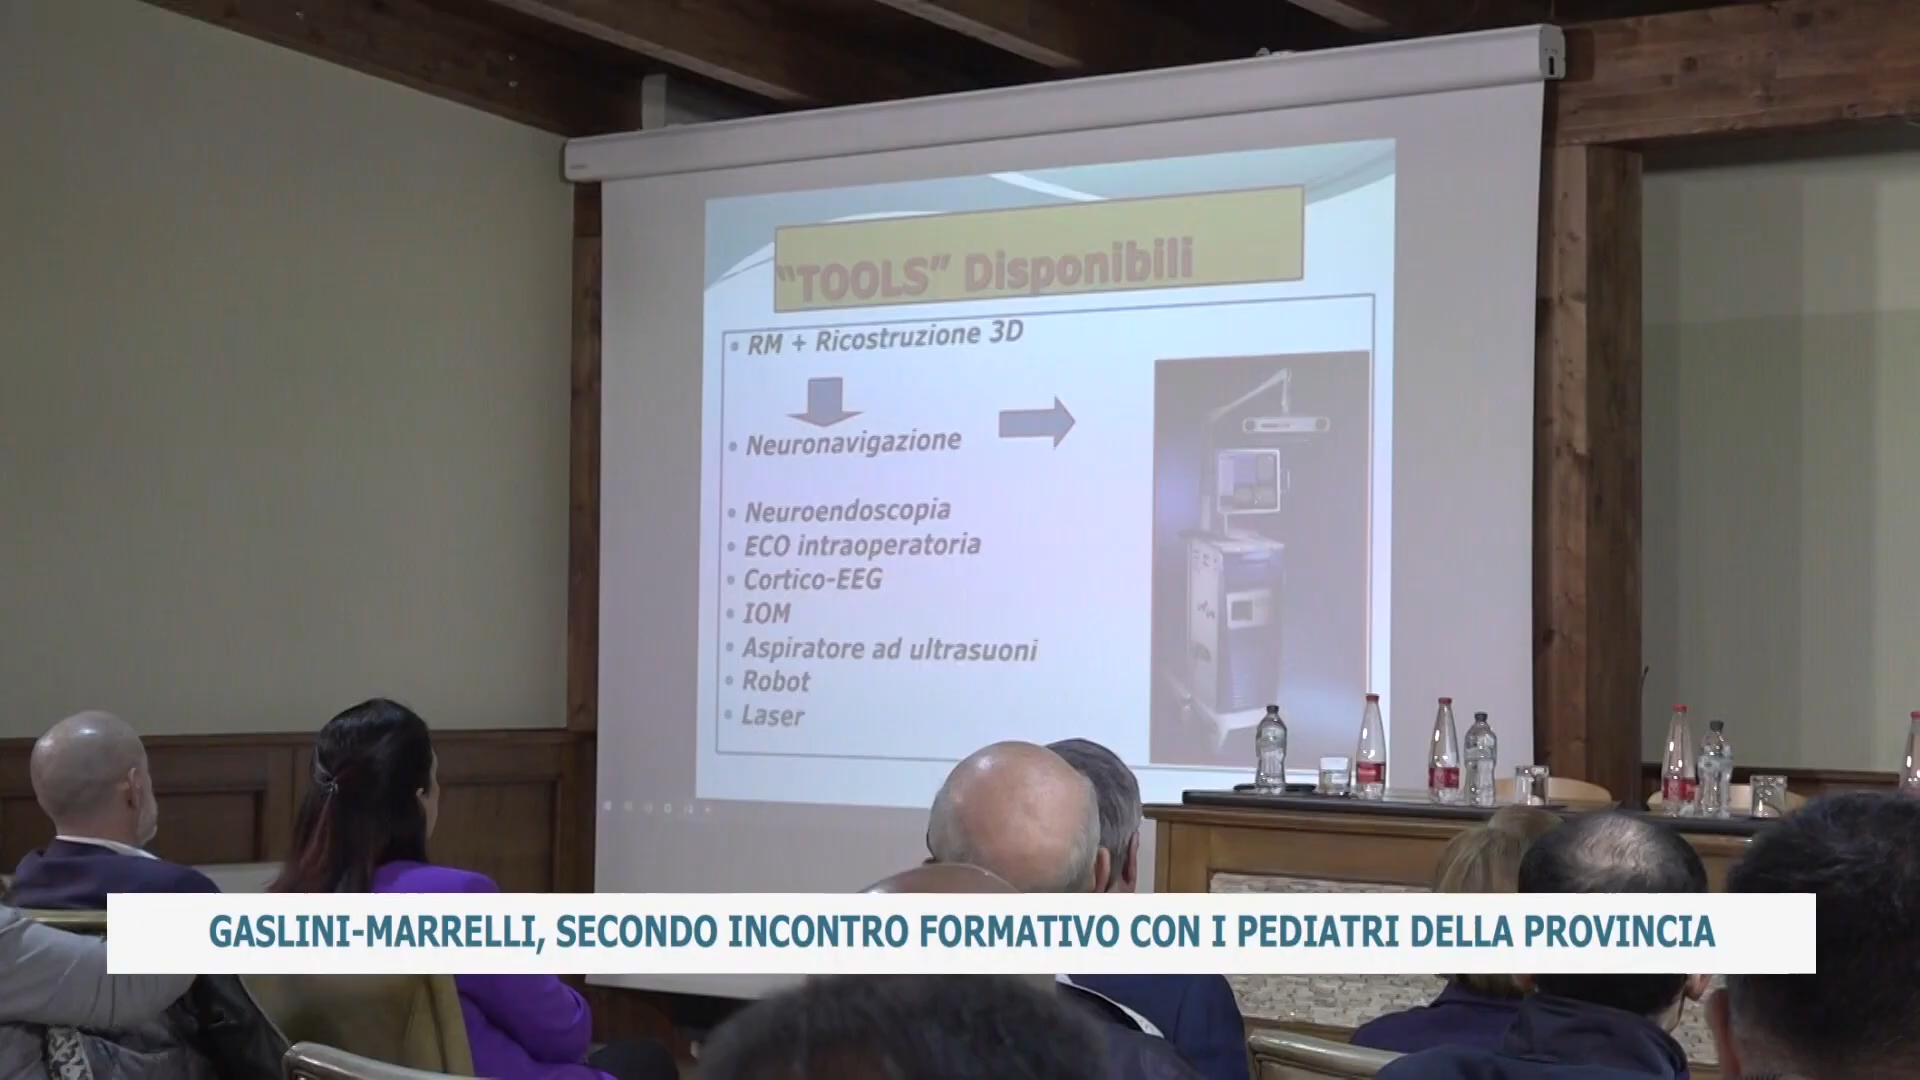 “TOOLS” Disponibili
• RM + Ricostruzione 3D
• Neuronavigazione
• Neuroendoscopia
• ECO intraoperatoria
• Cortico-EEG
• IOM
• Aspiratore ad ultrasuoni
• Robot
• Laser
GASLINI-MARRELLI, SECONDO INCONTRO FORMATIVO CON I PEDIATRI DELLA PROVINCIA